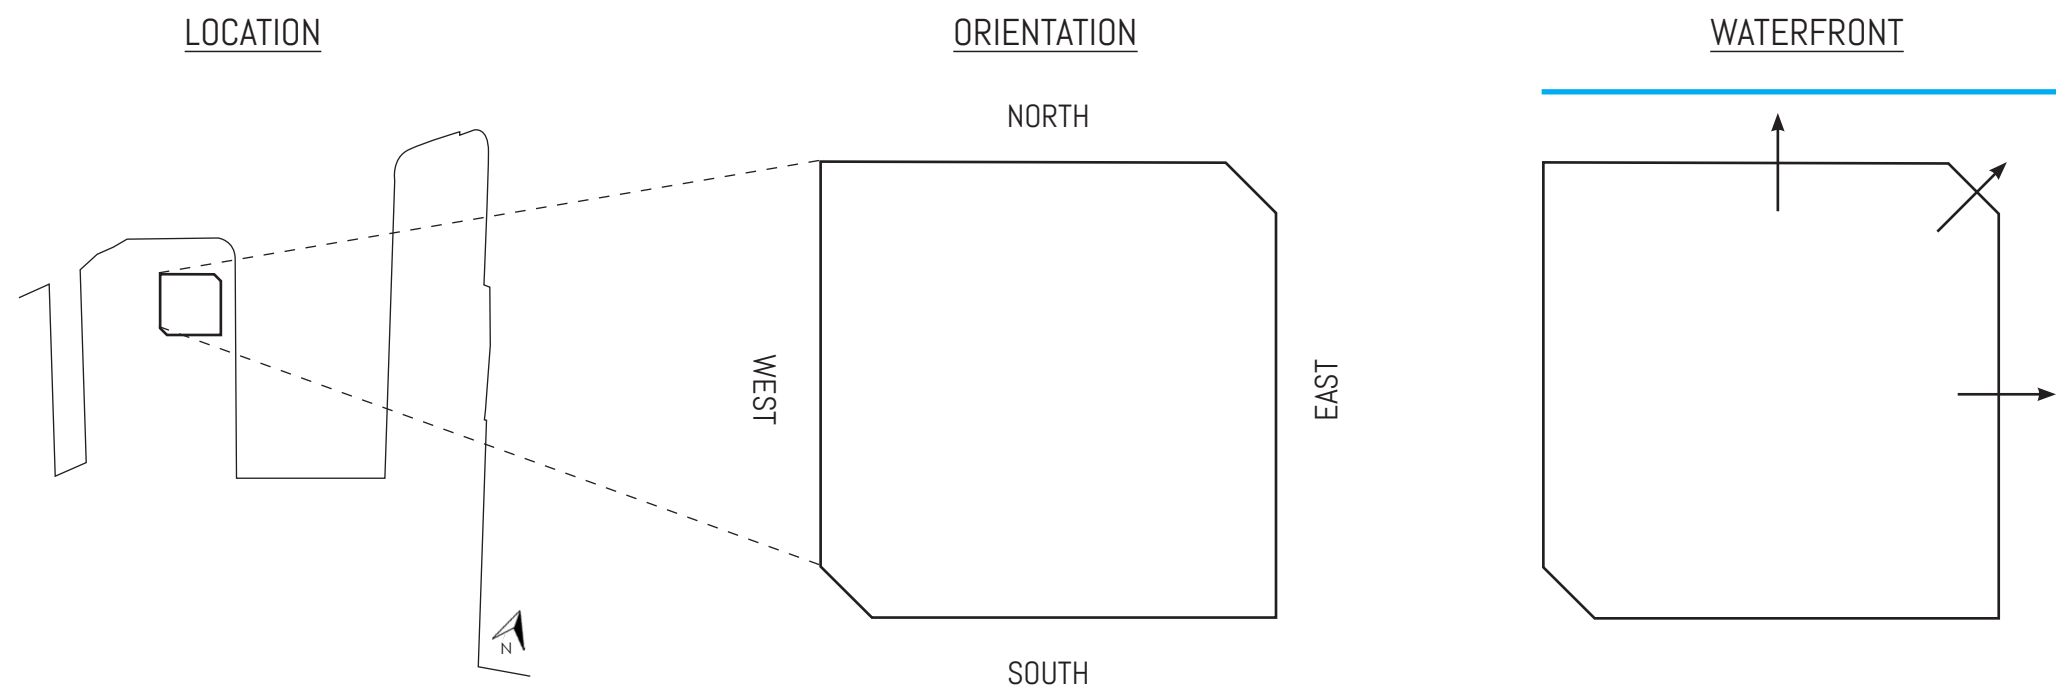 LOCATION
ORIENTATION
WATERFRONT
NORTH
WEST
EAST
SOUTH
N